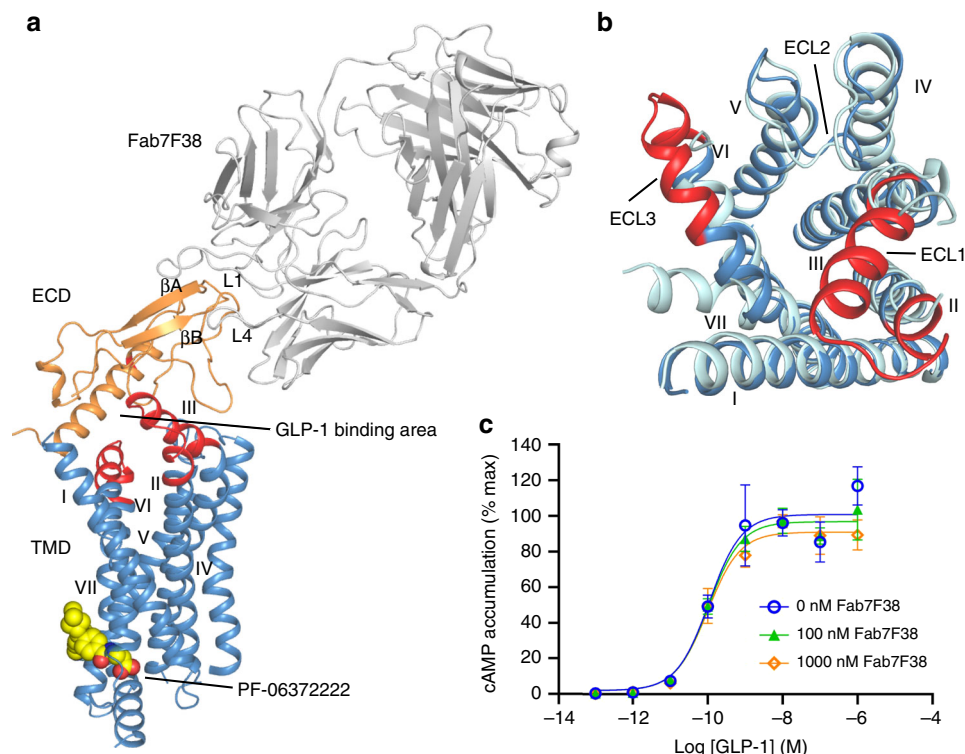 a
Fab7F38
βA
L1
ECD
βB
L4
III
GLP-1 binding area
I
II
VI
V
TMD
IV
VII
PF-06372222
b
ECL2
V
IV
VI
ECL3
ECL1
III
II
VII
I
c
cAMP accumulation (% max)
140
120
100
80
60
40
20
0
0 nM Fab7F38
100 nM Fab7F38
1000 nM Fab7F38
–14 –12 –10 –8 –6 –4
Log [GLP-1] (M)